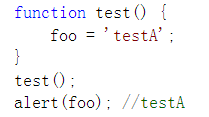 function test() {
    foo = 'testA';
}
test();
alert(foo); //testA